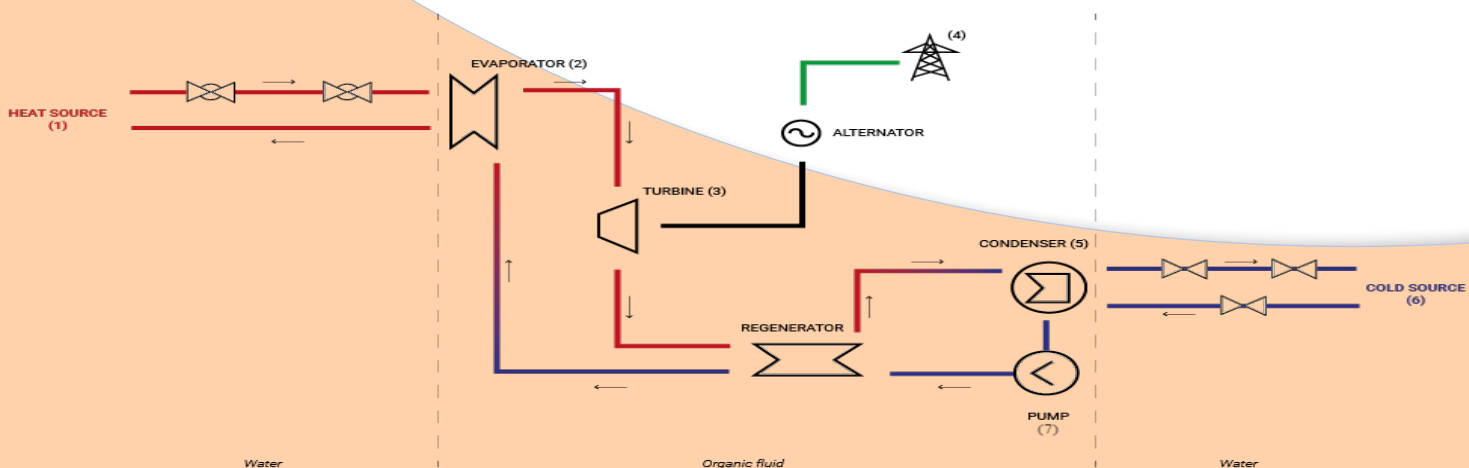 (4)
EVAPORATOR (2)
HEAT SOURCE
(1)
ALTERNATOR
TURBINE (3)
CONDENSER (5)
COLD SOURCE
(6)
REGENERATOR
PUMP
(7)
Water
Organic fluid
Water